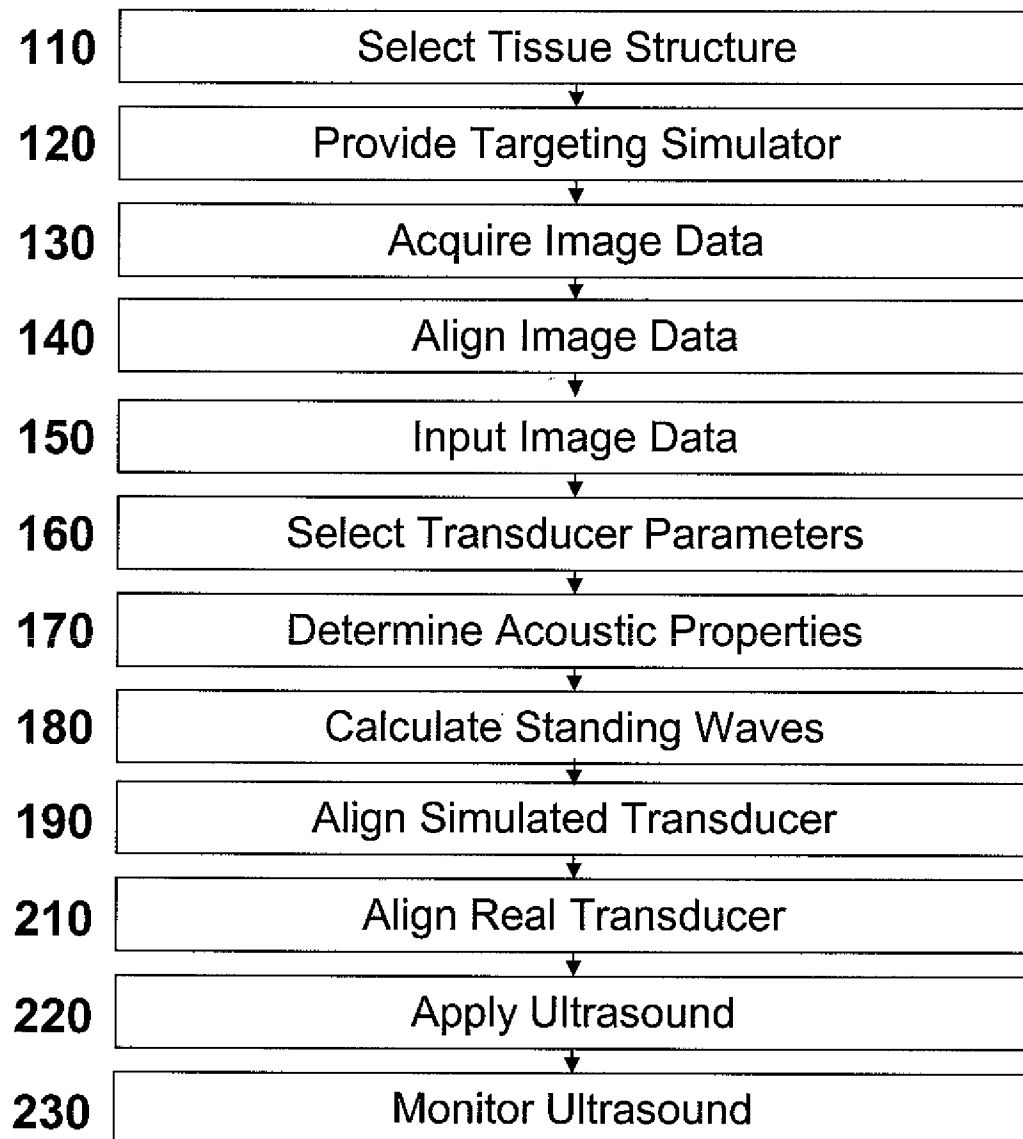 110 Select Tissue Structure
120 Provide Targeting Simulator
130 Acquire Image Data
140 Align Image Data
150 Input Image Data
160 Select Transducer Parameters
170 Determine Acoustic Properties
180 Calculate Standing Waves
190 Align Simulated Transducer
210 Align Real Transducer
220 Apply Ultrasound
230 Monitor Ultrasound